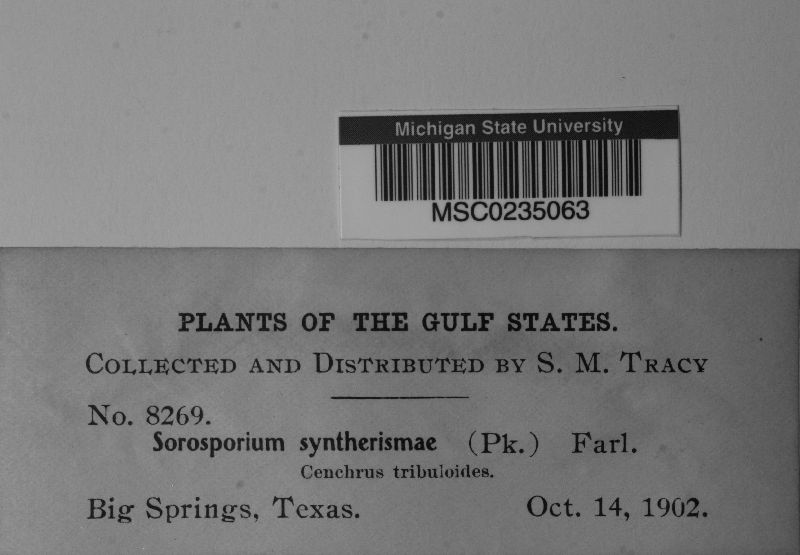 Michigan State University
MSC0235063
PLANTS OF THE GULF STATES.
COLLECTED AND DISTRIBUTED BY S. M. TRACY
No. 8269.
Sorosporium syntherismae (Pk.) Farl.
Cenchrus tribuloides.
Big Springs, Texas. Oct. 14, 1902.